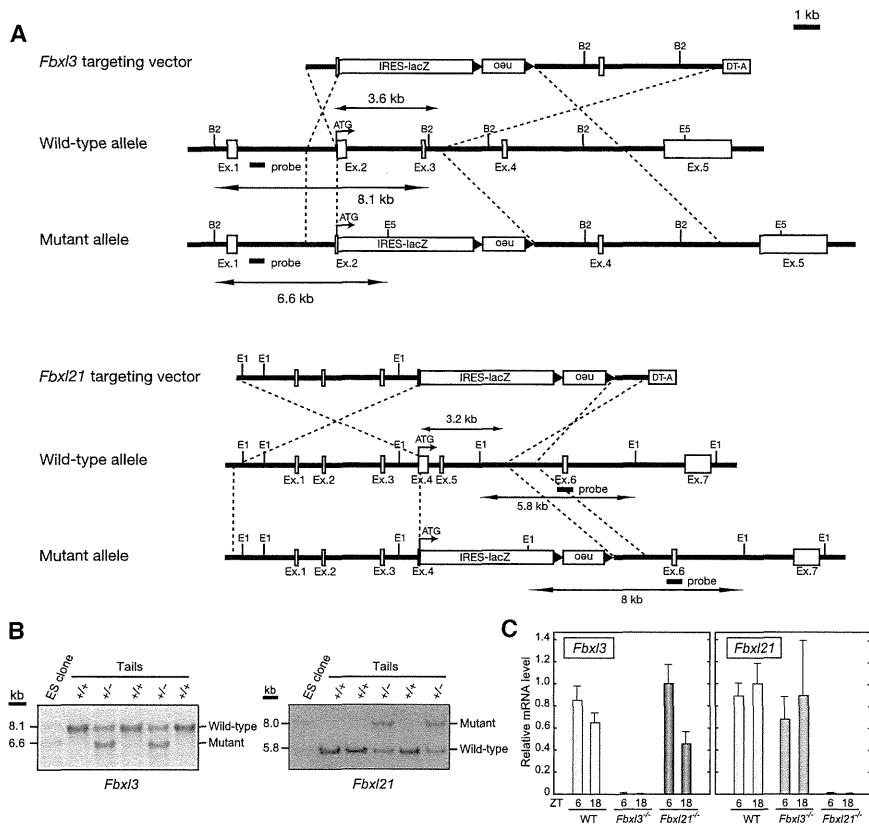 A
1 kb
Fbxl3 targeting vector
B2 B2
IRES-lacZ neo DT-A
3.6 kb
Wild-type allele
B2 ATG B2 B2 B2 E5
Ex.1 probe Ex.2 Ex.3 Ex.4 Ex.5
8.1 kb
Mutant allele
B2 ATG E5 B2 B2 E5
IRES-lacZ neo
Ex.1 probe Ex.2 Ex.4 Ex.5
6.6 kb
Fbxl21 targeting vector
E1 E1 E1
IRES-lacZ neo DT-A
3.2 kb
Wild-type allele
E1 E1 E1 ATG E1 E1 E1
Ex.1 Ex.2 Ex.3 Ex.4 Ex.5 Ex.6 Ex.7
probe
5.8 kb
Mutant allele
E1 E1 E1 ATG E1 E1 E1
IRES-lacZ neo
Ex.1 Ex.2 Ex.3 Ex.4 Ex.6 Ex.7
probe
8 kb
B
Tails
kb ES clone +/+ +/- +/+ +/- +/+
8.1 Wild-type
6.6 Mutant
Fbxl3
Tails
kb ES clone +/+ +/+ +/- +/+ +/-
8.0 Mutant
5.8 Wild-type
Fbxl21
C
Relative mRNA level
1.4
1.2
1.0
0.8
0.6
0.4
0.2
0
Fbxl3
ZT 6 18 6 18 6 18
WT Fbxl3-/- Fbxl21-/-
Fbxl21
6 18 6 18 6 18
WT Fbxl3-/- Fbxl21-/-